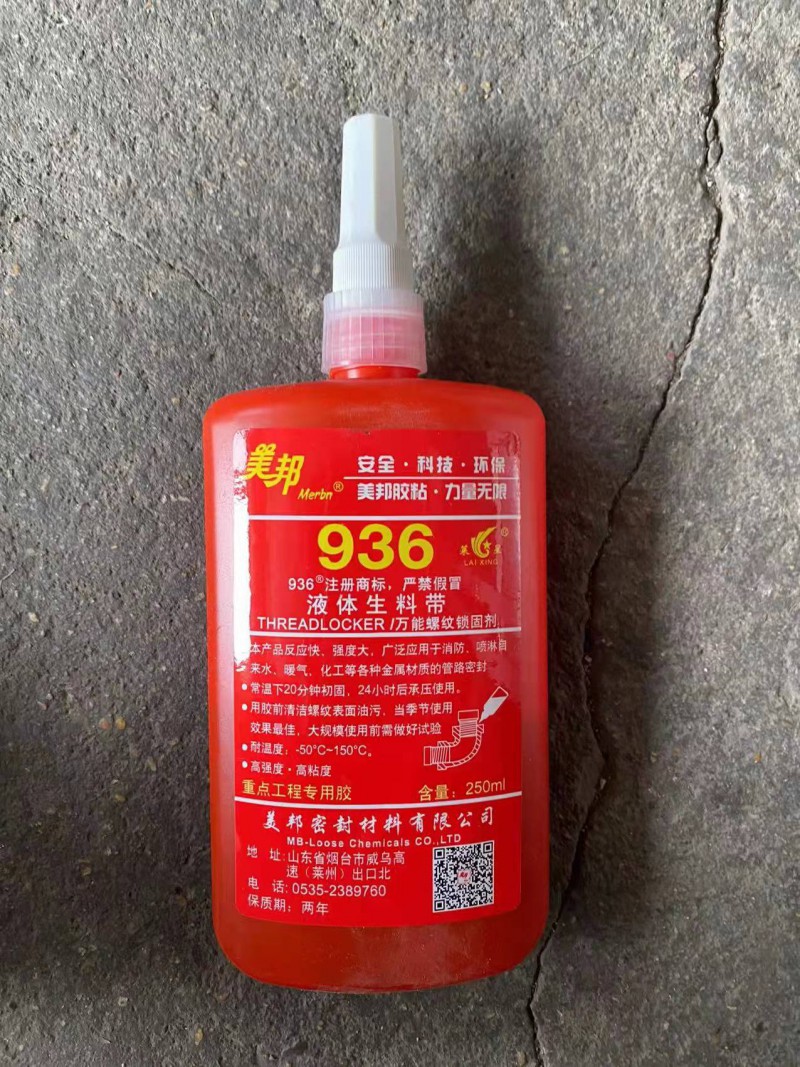 美邦
Merbn®
安全·科技·环保
美邦胶粘·力量无限
936
莱星®
LAI XING
936®注册商标，严禁假冒
液体生料带
THREADLOCKER /万能螺纹锁固剂
本产品反应快、强度大，广泛应用于消防、喷淋自
来水、暖气、化工等各种金属材质的管路密封
●常温下20分钟初固，24小时后承压使用。
●用胶前清洁螺纹表面油污，当季节使用
效果最佳，大规模使用前需做好试验
●耐温度：-50°C~150°C。
●高强度·高粘度
重点工程专用胶 含量：250ml
美邦密封材料有限公司
MB-Loose Chemicals CO.,LTD
地 址:山东省烟台市威乌高
速（莱州）出口北
电 话:0535-2389760
保质期：两年